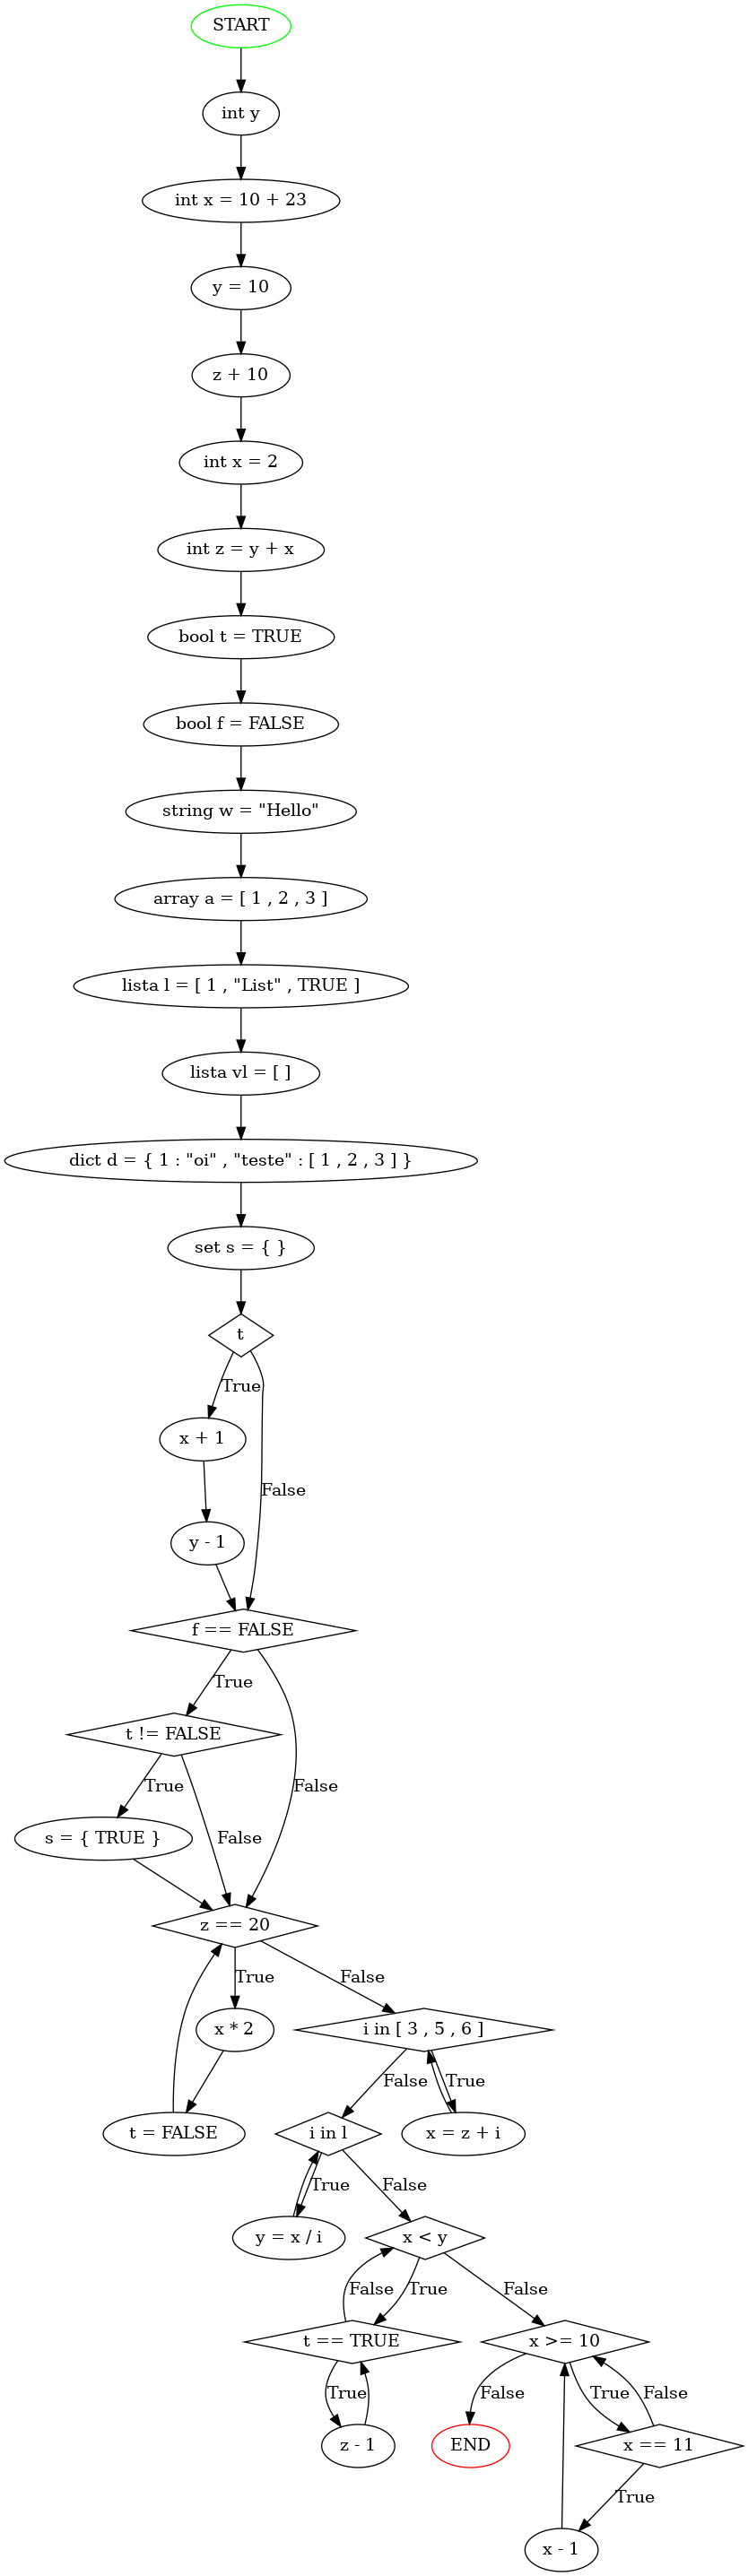 START
int y
int x = 10 + 23
y = 10
z + 10
int x = 2
int z = y + x
bool t = TRUE
bool f = FALSE
string w = "Hello"
array a = [ 1 , 2 , 3 ]
lista l = [ 1 , "List" , TRUE ]
lista vl = [ ]
dict d = { 1 : "oi" , "teste" : [ 1 , 2 , 3 ] }
set s = { }
t
True
x + 1
False
y - 1
f == FALSE
True
t != FALSE
True
False
s = { TRUE }
False
z == 20
True
False
x * 2
i in [ 3 , 5 , 6 ]
False
True
t = FALSE
i in l
x = z + i
True
False
y = x / i
x < y
False
True
False
t == TRUE
x >= 10
True
False
True
False
z - 1
END
x == 11
True
x - 1